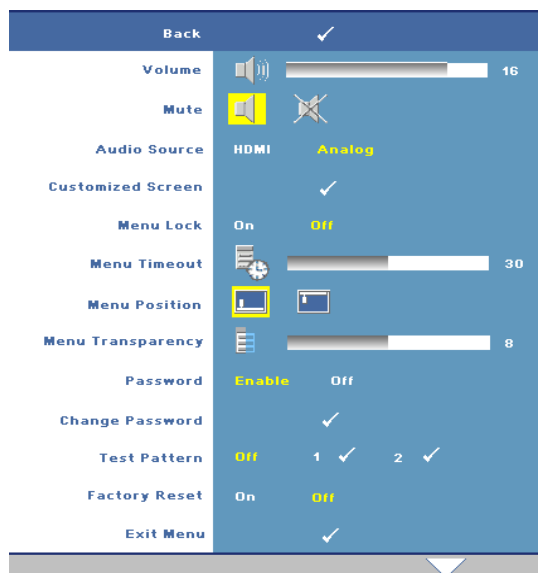 Back
Volume 16
Mute
Audio Source HDMI Analog
Customized Screen
Menu Lock On Off
Menu Timeout 30
Menu Position
Menu Transparency 8
Password Enable Off
Change Password
Test Pattern Off 1 2
Factory Reset On Off
Exit Menu